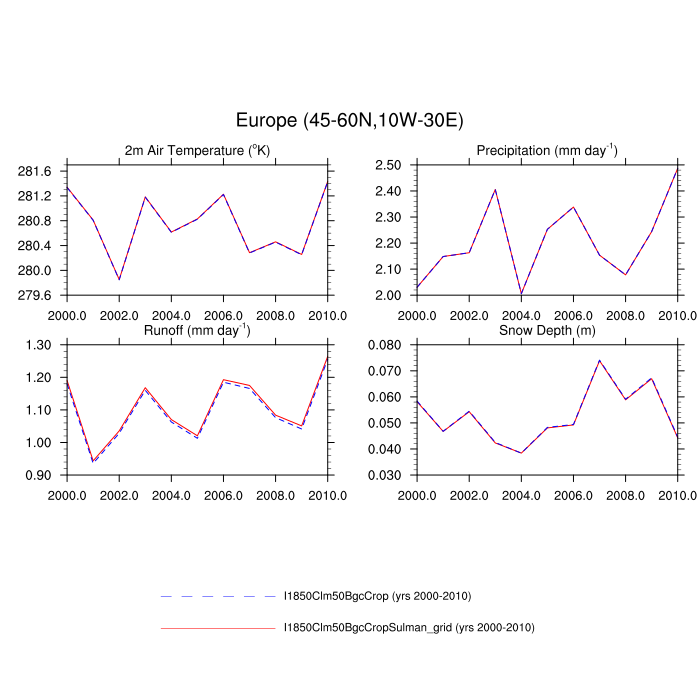 Europe (45-60N,10W-30E)
2m Air Temperature (°K)
281.6
281.2
280.8
280.4
280.0
279.6
2000.0 2002.0 2004.0 2006.0 2008.0 2010.0
Precipitation (mm day⁻¹)
2.50
2.40
2.30
2.20
2.10
2.00
2000.0 2002.0 2004.0 2006.0 2008.0 2010.0
Runoff (mm day⁻¹)
1.30
1.20
1.10
1.00
0.90
2000.0 2002.0 2004.0 2006.0 2008.0 2010.0
Snow Depth (m)
0.080
0.070
0.060
0.050
0.040
0.030
2000.0 2002.0 2004.0 2006.0 2008.0 2010.0
I1850Clm50BgcCrop (yrs 2000-2010)
I1850Clm50BgcCropSulman_grid (yrs 2000-2010)